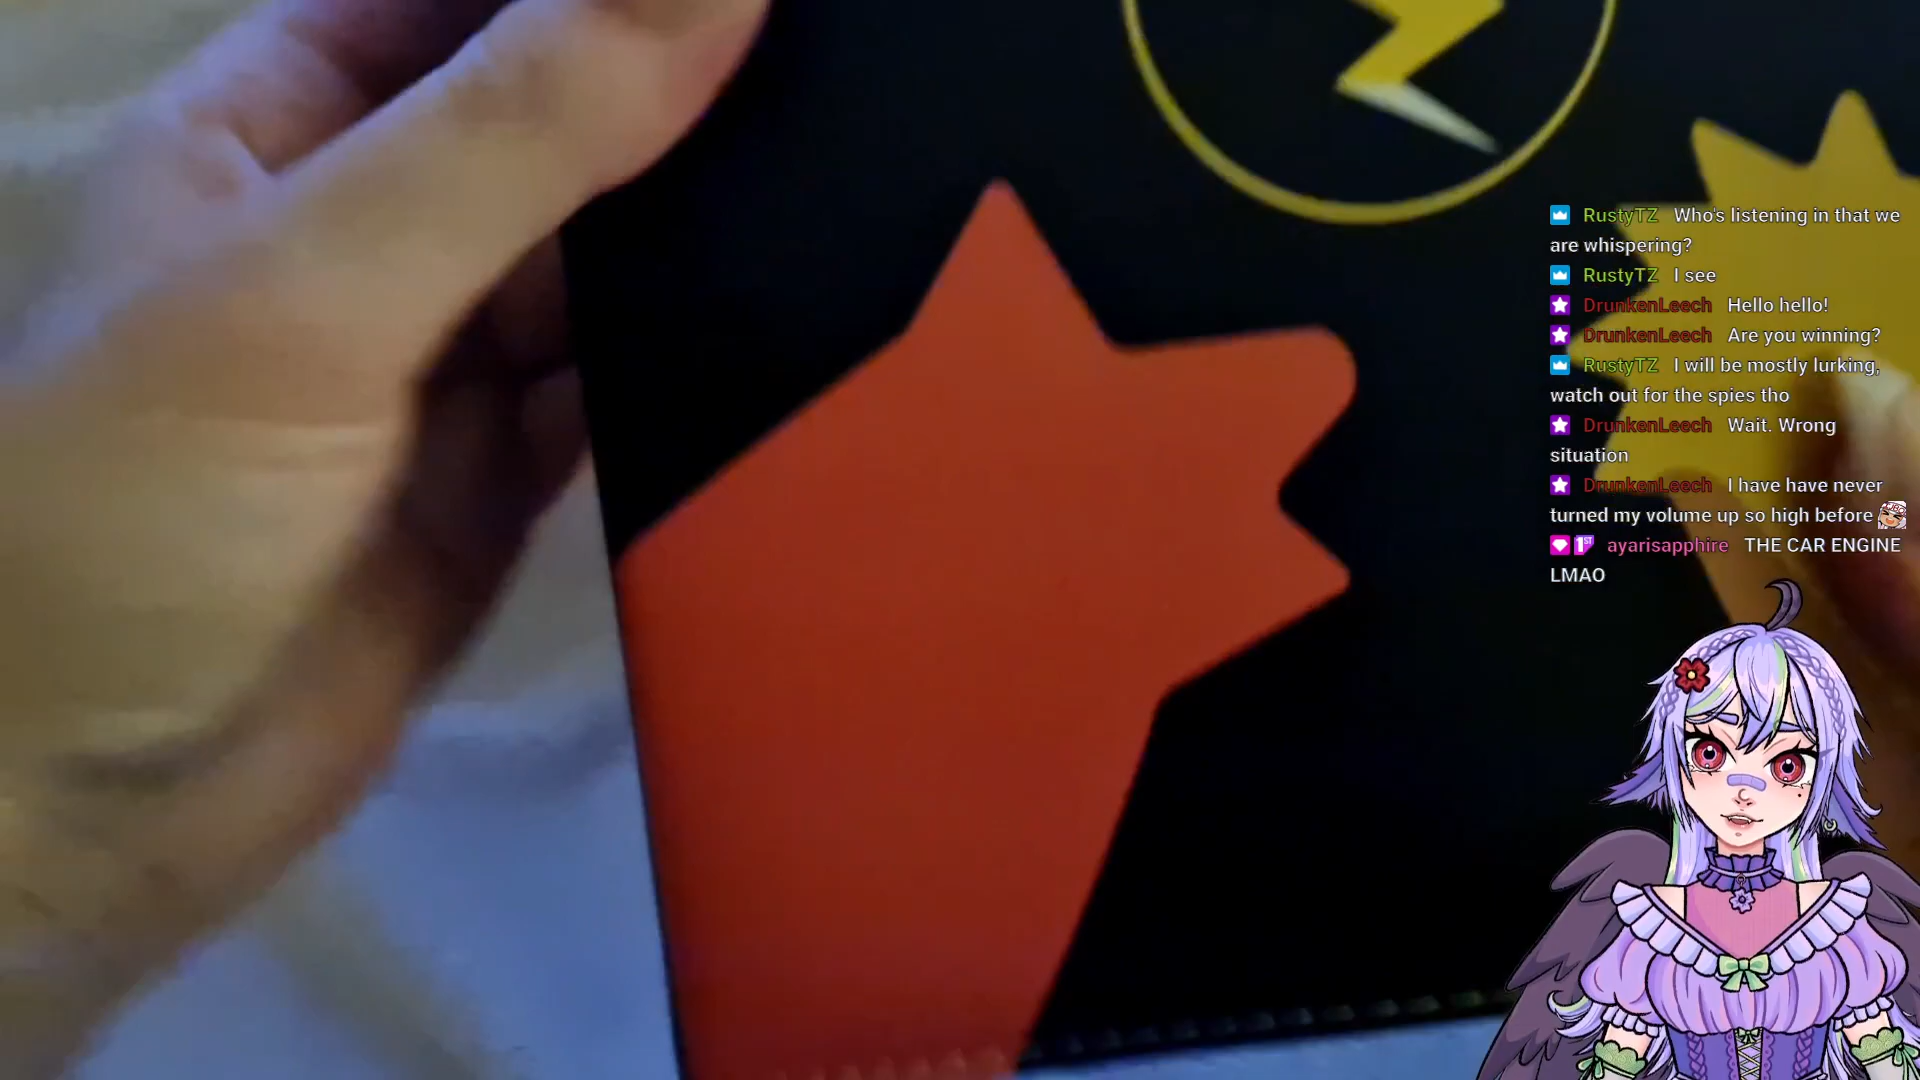 RustyTZ Who's listening in that we
are whispering?
RustyTZ I see
DrunkenLeech Hello hello!
DrunkenLeech Are you winning?
RustyTZ I will be mostly lurking,
watch out for the spies tho
DrunkenLeech Wait. Wrong
situation
DrunkenLeech I have have never
turned my volume up so high before
1ST ayarisapphire THE CAR ENGINE
LMAO